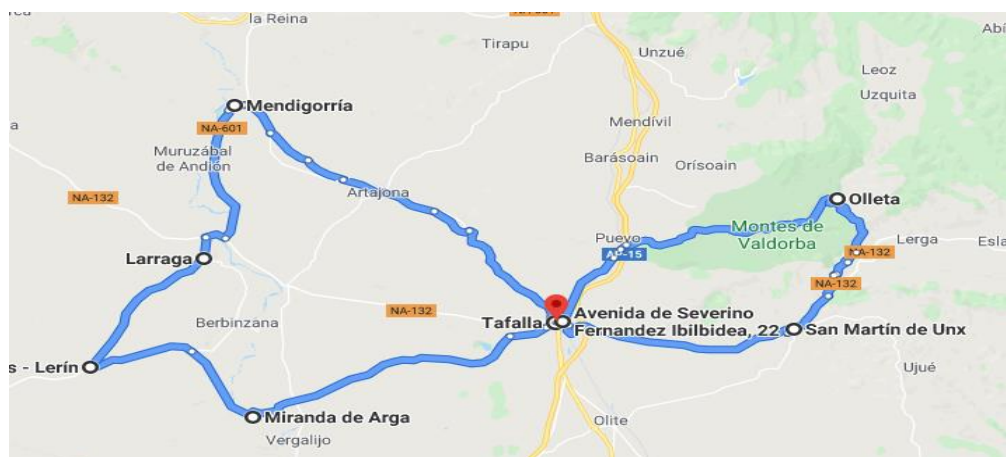 la Reina
Tirapu
Unzué
Abí
Leoz
Uzquita
Mendigorría
NA-601
Mendívil
Muruzábal
de Andión
Barásoain
Orísoain
NA-132
Artajona
Olleta
Montes de
Valdorba
Pueyo
AP-15
Lerga
Esla
NA-132
Larraga
NA-132
NA-132
Berbinzana
Tafalla
Avenida de Severino
Fernandez Ibilbidea, 22
San Martín de Unx
s - Lerín
Ujué
Miranda de Arga
Olite
Vergalijo